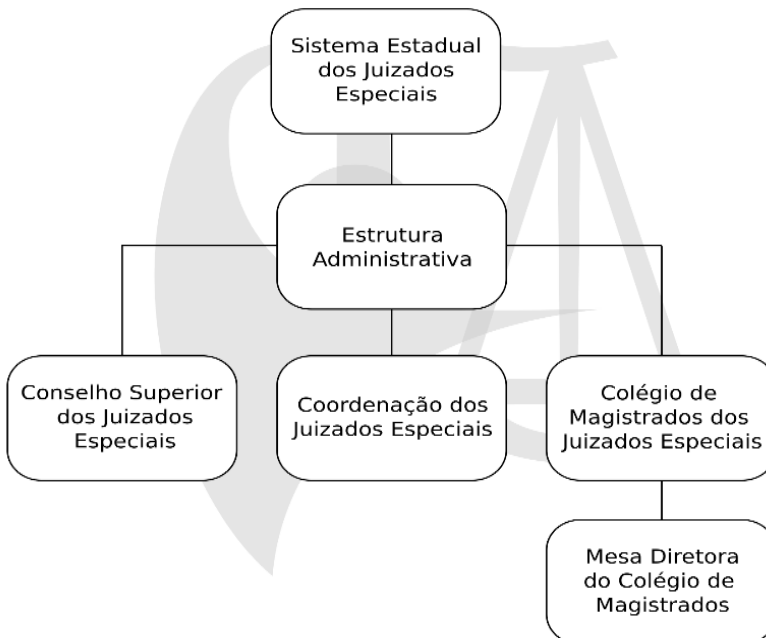 Sistema Estadual
dos Juizados
Especiais
Estrutura
Administrativa
Conselho Superior
dos Juizados
Especiais
Coordenação dos
Juizados Especiais
Colégio de
Magistrados dos
Juizados Especiais
Mesa Diretora
do Colégio de
Magistrados